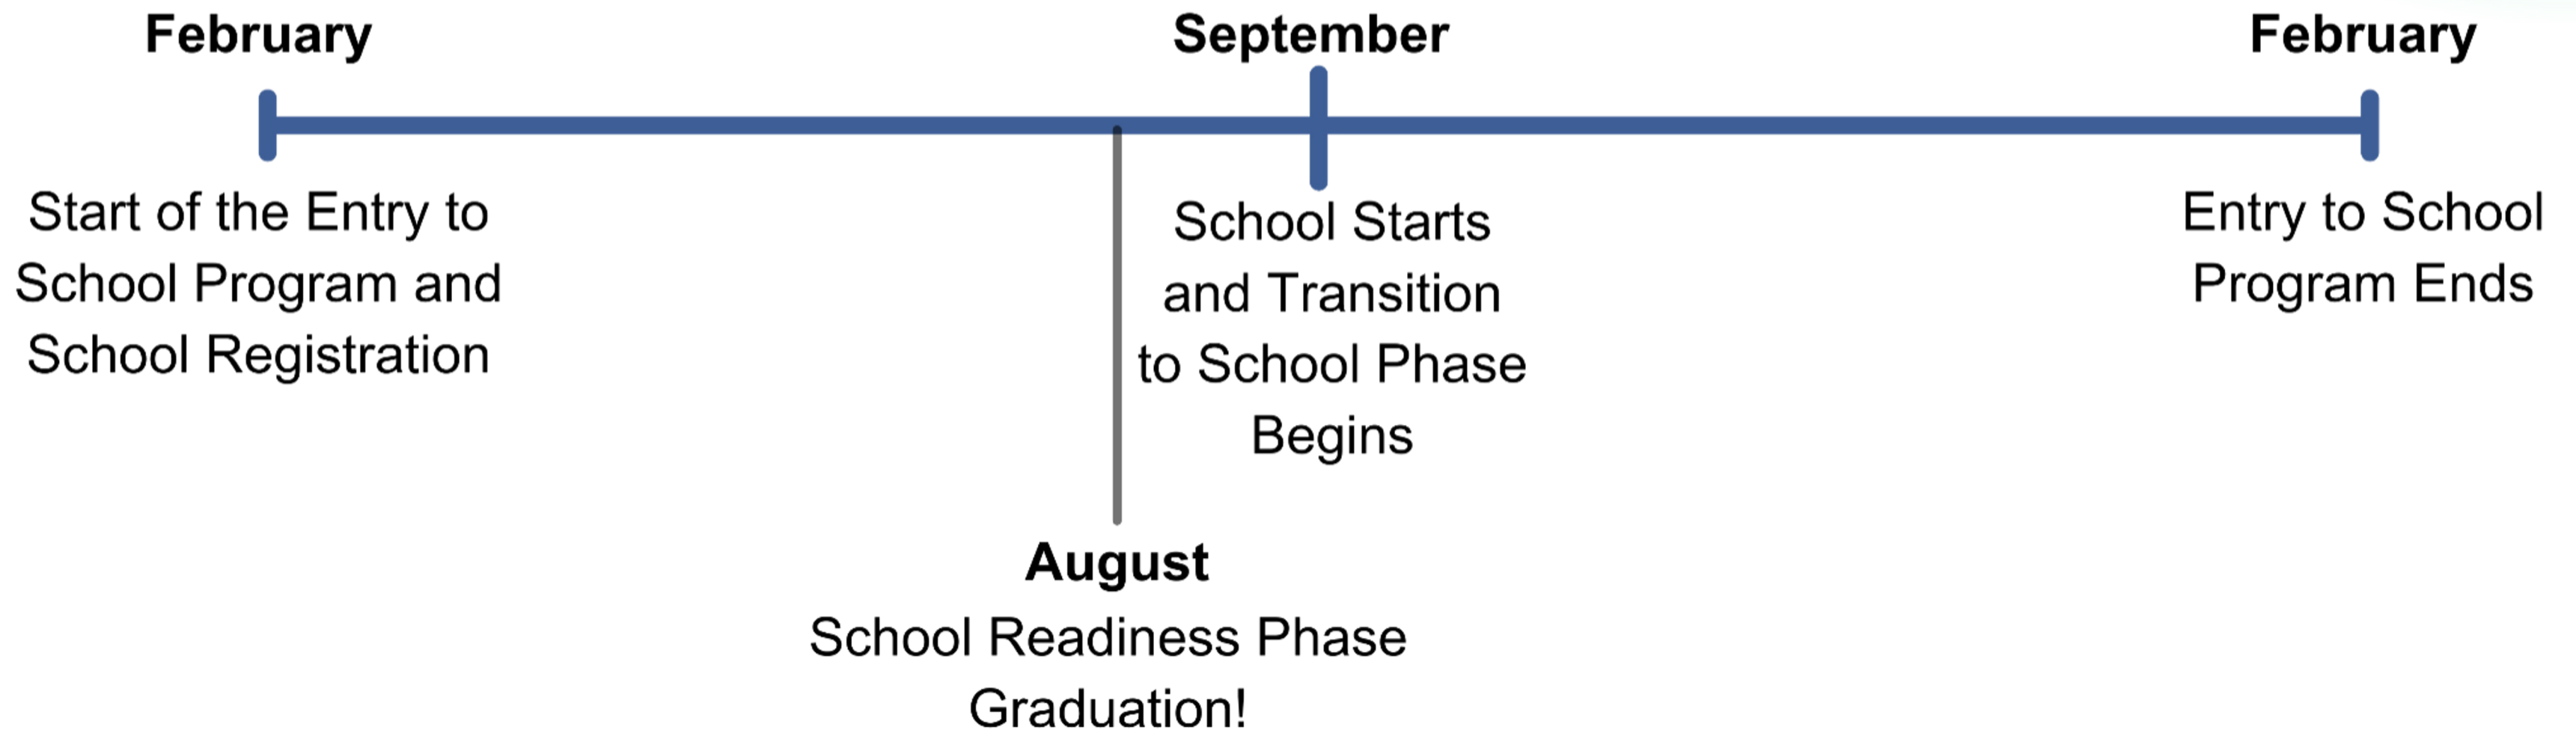 February
Start of the Entry to
School Program and
School Registration
August
School Readiness Phase
Graduation!
September
School Starts
and Transition
to School Phase
Begins
February
Entry to School
Program Ends